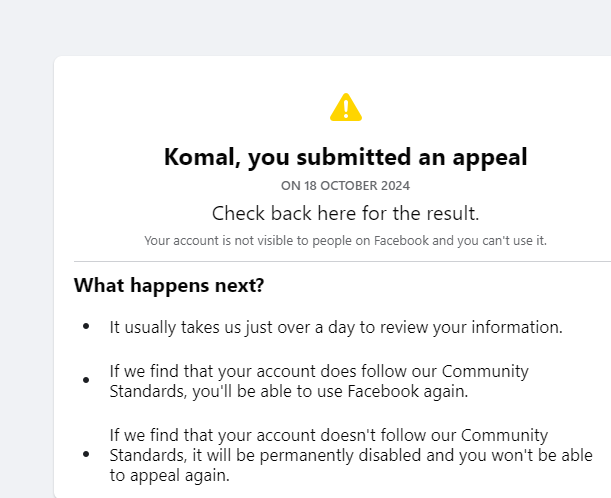 Komal, you submitted an appeal
ON 18 OCTOBER 2024
Check back here for the result.
Your account is not visible to people on Facebook and you can't use it.
What happens next?
• It usually takes us just over a day to review your information.
• If we find that your account does follow our Community
Standards, you'll be able to use Facebook again.
• If we find that your account doesn't follow our Community
Standards, it will be permanently disabled and you won't be able
to appeal again.